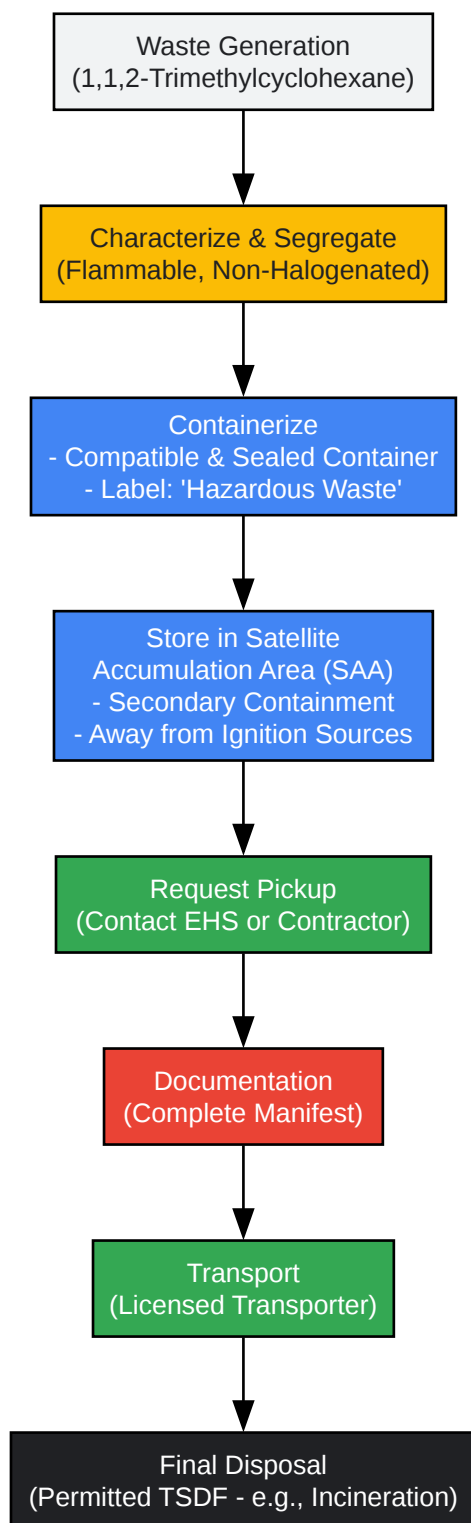 Waste Generation
(1,1,2-Trimethylcyclohexane)
Characterize & Segregate
(Flammable, Non-Halogenated)
Containerize
- Compatible & Sealed Container
- Label: 'Hazardous Waste'
Store in Satellite
Accumulation Area (SAA)
- Secondary Containment
- Away from Ignition Sources
Request Pickup
(Contact EHS or Contractor)
Documentation
(Complete Manifest)
Transport
(Licensed Transporter)
Final Disposal
(Permitted TSDF - e.g., Incineration)